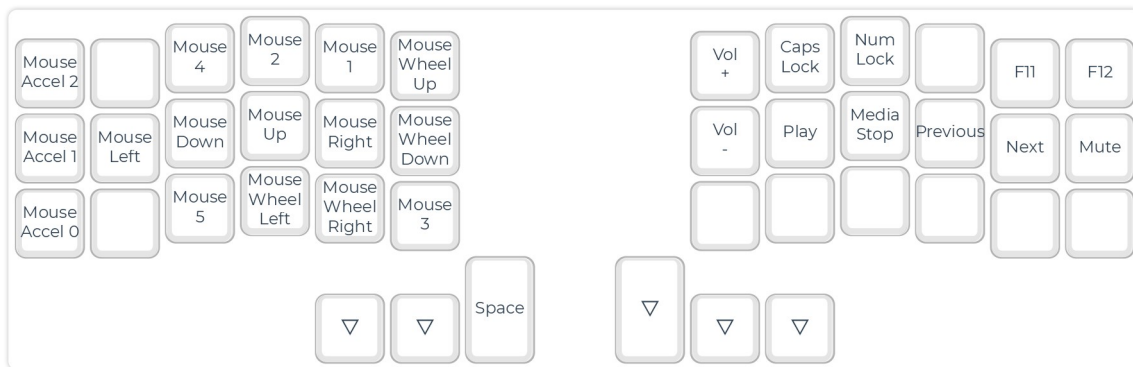 Mouse
Accel 2
Mouse
4
Mouse
2
Mouse
1
Mouse
Wheel
Up
Vol
+
Caps
Lock
Num
Lock
F11
F12
Mouse
Accel 1
Mouse
Left
Mouse
Down
Mouse
Up
Mouse
Right
Mouse
Wheel
Down
Vol
-
Play
Media
Stop
Previous
Next
Mute
Mouse
Accel 0
Mouse
5
Mouse
Wheel
Left
Mouse
Wheel
Right
Mouse
3
▽
▽
Space
▽
▽
▽